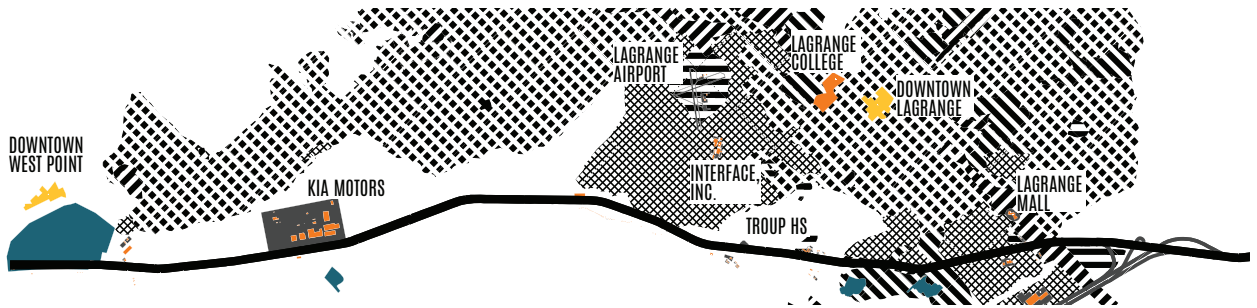 DOWNTOWN
WEST POINT
KIA MOTORS
LAGRANGE
AIRPORT
INTERFACE,
INC.
LAGRANGE
COLLEGE
DOWNTOWN
LAGRANGE
TROUP HS
LAGRANGE
MALL